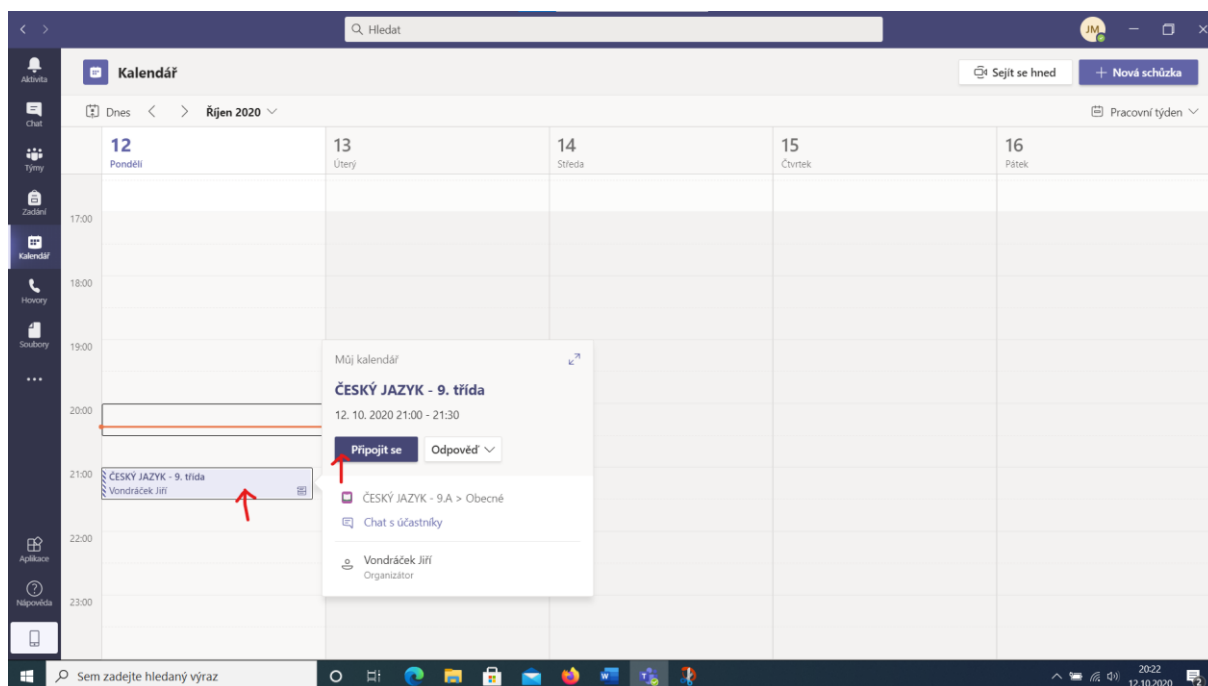 Hledat
JM
Aktivita
Chat
Týmy
Zadání
Kalendář
Hovory
Soubory
Aplikace
Nápověda
Kalendář
Sejít se hned
+ Nová schůzka
Dnes
Říjen 2020
Pracovní týden
12
Pondělí
13
Úterý
14
Středa
15
Čtvrtek
16
Pátek
17:00
18:00
19:00
20:00
21:00
22:00
23:00
ČESKÝ JAZYK - 9. třída
Vondráček Jiří
Můj kalendář
ČESKÝ JAZYK - 9. třída
12. 10. 2020 21:00 - 21:30
Připojit se
Odpověď
ČESKÝ JAZYK - 9.A > Obecné
Chat s účastníky
Vondráček Jiří
Organizátor
Sem zadejte hledaný výraz
20:22
12.10.2020
2